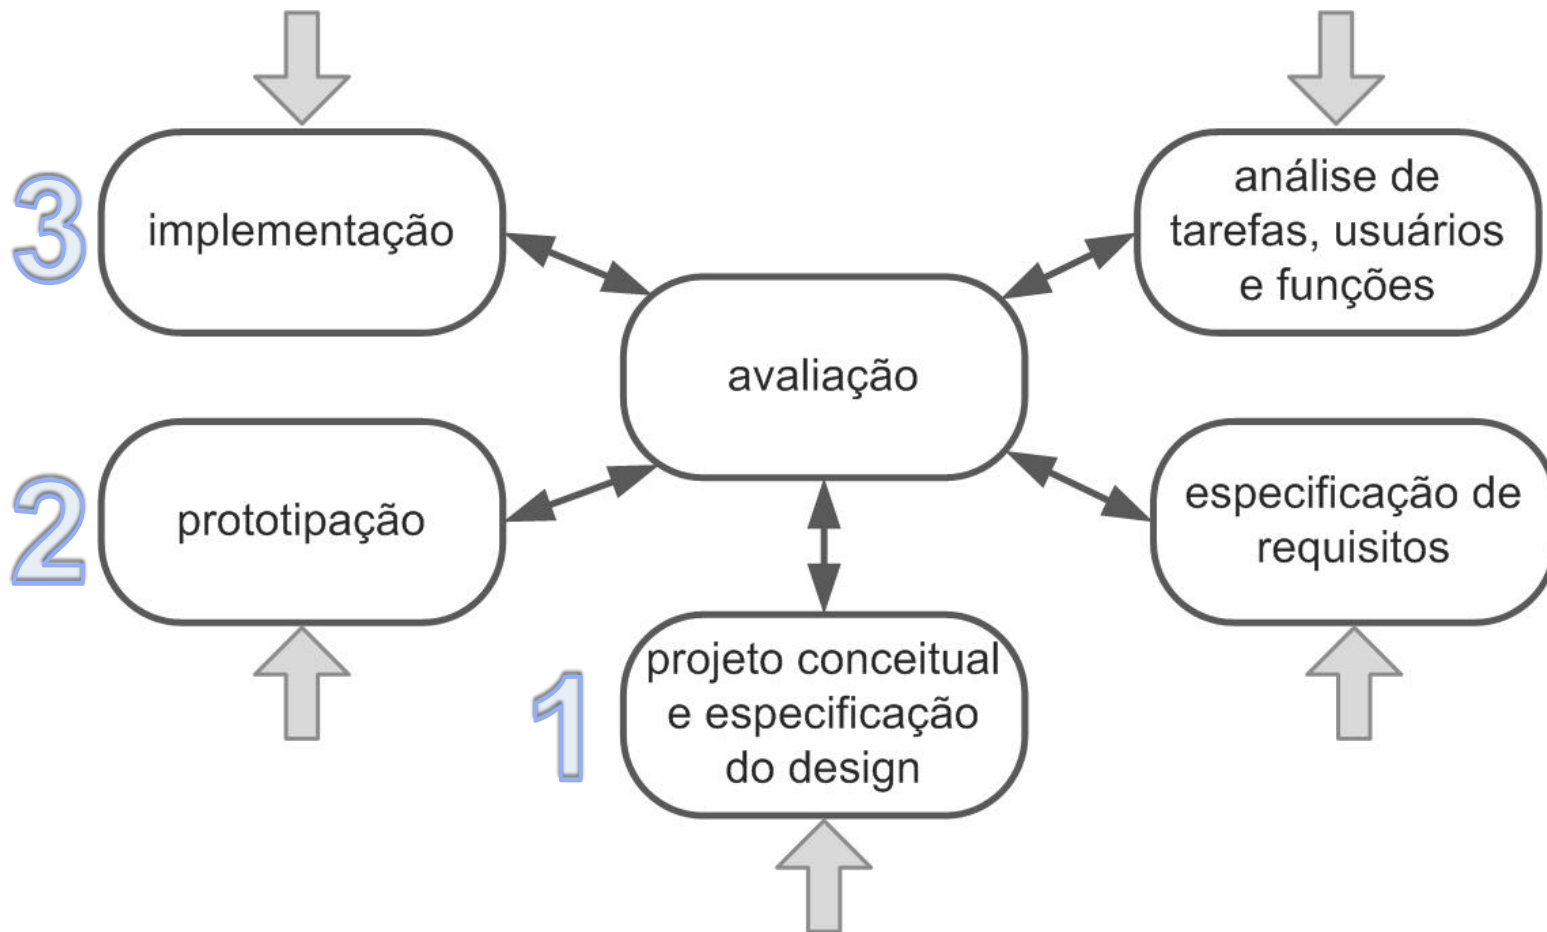 3
implementação
análise de
tarefas, usuários
e funções
avaliação
2
prototipação
especificação de
requisitos
1
projeto conceitual
e especificação
do design